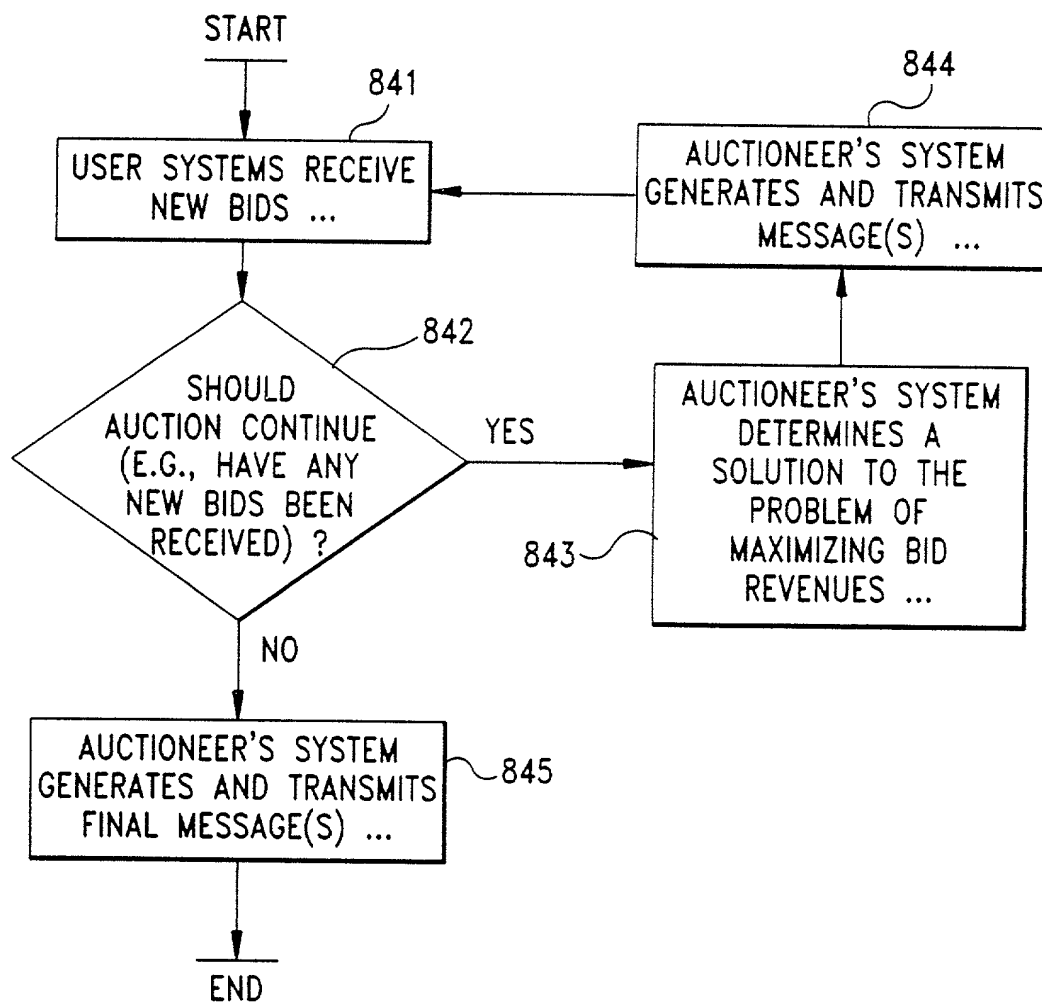 START
841
USER SYSTEMS RECEIVE
NEW BIDS ...
842
SHOULD
AUCTION CONTINUE
(E.G., HAVE ANY
NEW BIDS BEEN
RECEIVED) ?
YES
NO
843
AUCTIONEER'S SYSTEM
DETERMINES A
SOLUTION TO THE
PROBLEM OF
MAXIMIZING BID
REVENUES ...
844
AUCTIONEER'S SYSTEM
GENERATES AND TRANSMITS
MESSAGE(S) ...
AUCTIONEER'S SYSTEM
GENERATES AND TRANSMITS
FINAL MESSAGE(S) ...
845
END